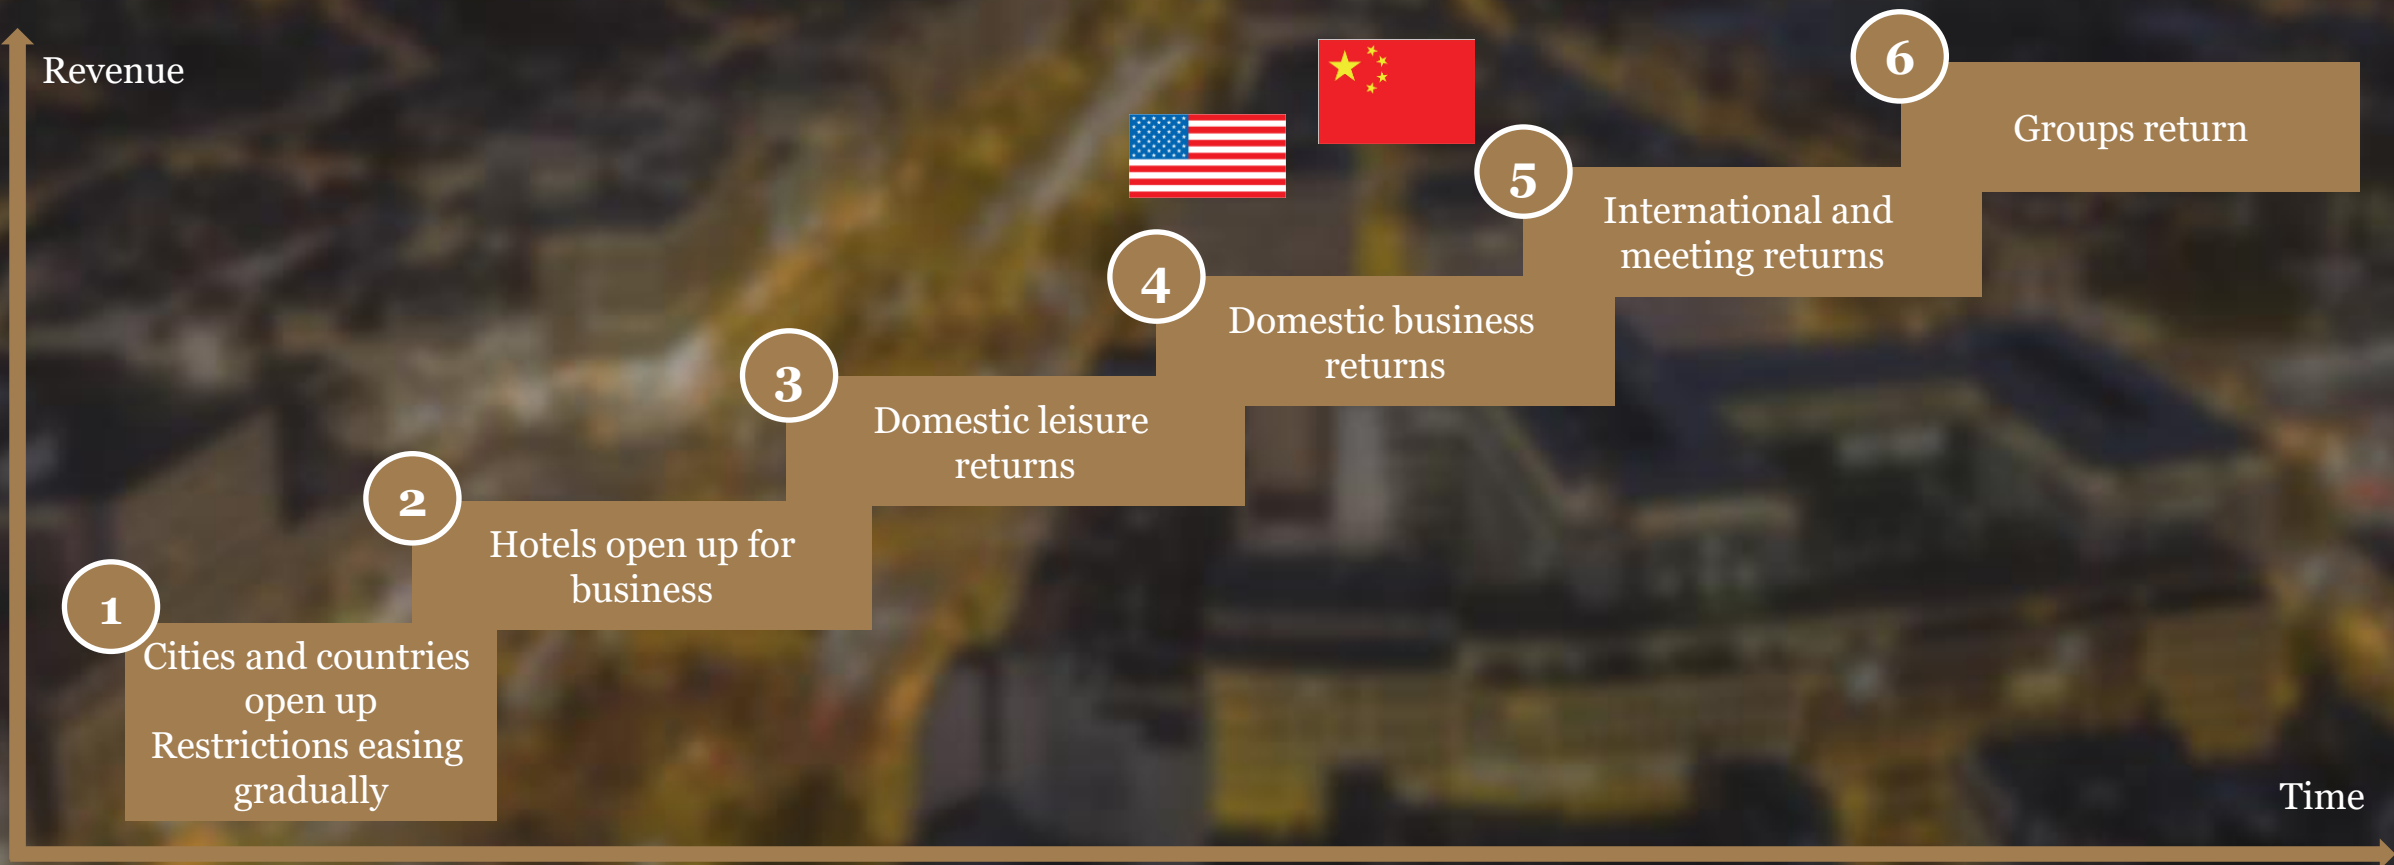 Revenue
1
Cities and countries
open up
Restrictions easing
gradually
2
Hotels open up for
business
3
Domestic leisure
returns
4
Domestic business
returns
5
International and
meeting returns
6
Groups return
Time